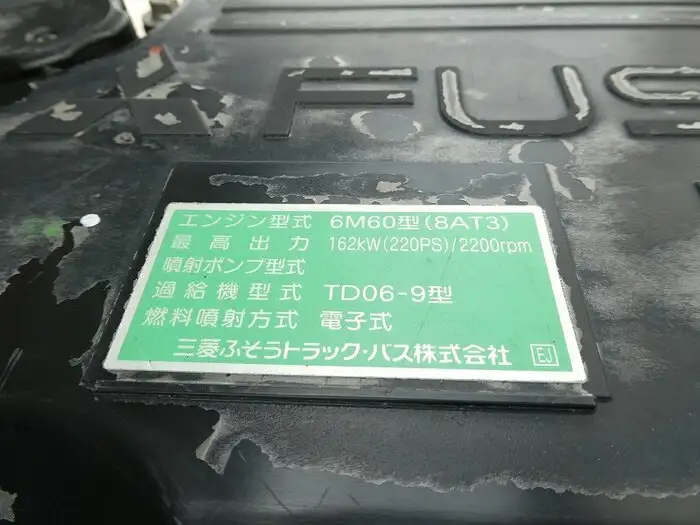 FUS
エンジン型式 6M60型(8AT3)
最高出力 162kW(220PS)/2200rpm
噴射ポンプ型式
過給機型式 TD06-9型
燃料噴射方式 電子式
三菱ふそうトラック・バス株式会社 EJ